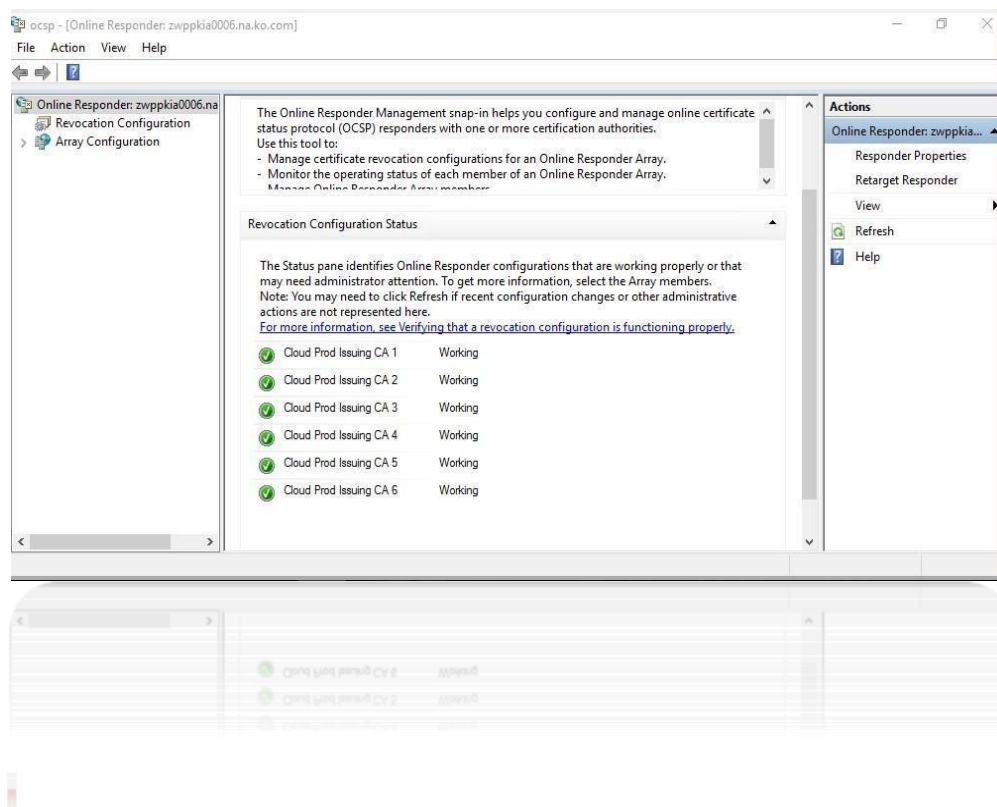 ocsp - [Online Responder: zwppkia0006.na.ko.com]
File Action View Help
Online Responder: zwppkia0006.na
Revocation Configuration
Array Configuration
The Online Responder Management snap-in helps you configure and manage online certificate
status protocol (OCSP) responders with one or more certification authorities.
Use this tool to:
- Manage certificate revocation configurations for an Online Responder Array.
- Monitor the operating status of each member of an Online Responder Array.
- Manage Online Responder Array members
Revocation Configuration Status
The Status pane identifies Online Responder configurations that are working properly or that
may need administrator attention. To get more information, select the Array members.
Note: You may need to click Refresh if recent configuration changes or other administrative
actions are not represented here.
For more information, see Verifying that a revocation configuration is functioning properly.
Cloud Prod Issuing CA 1 Working
Cloud Prod Issuing CA 2 Working
Cloud Prod Issuing CA 3 Working
Cloud Prod Issuing CA 4 Working
Cloud Prod Issuing CA 5 Working
Cloud Prod Issuing CA 6 Working
Actions
Online Responder: zwppkia...
Responder Properties
Retarget Responder
View
Refresh
Help